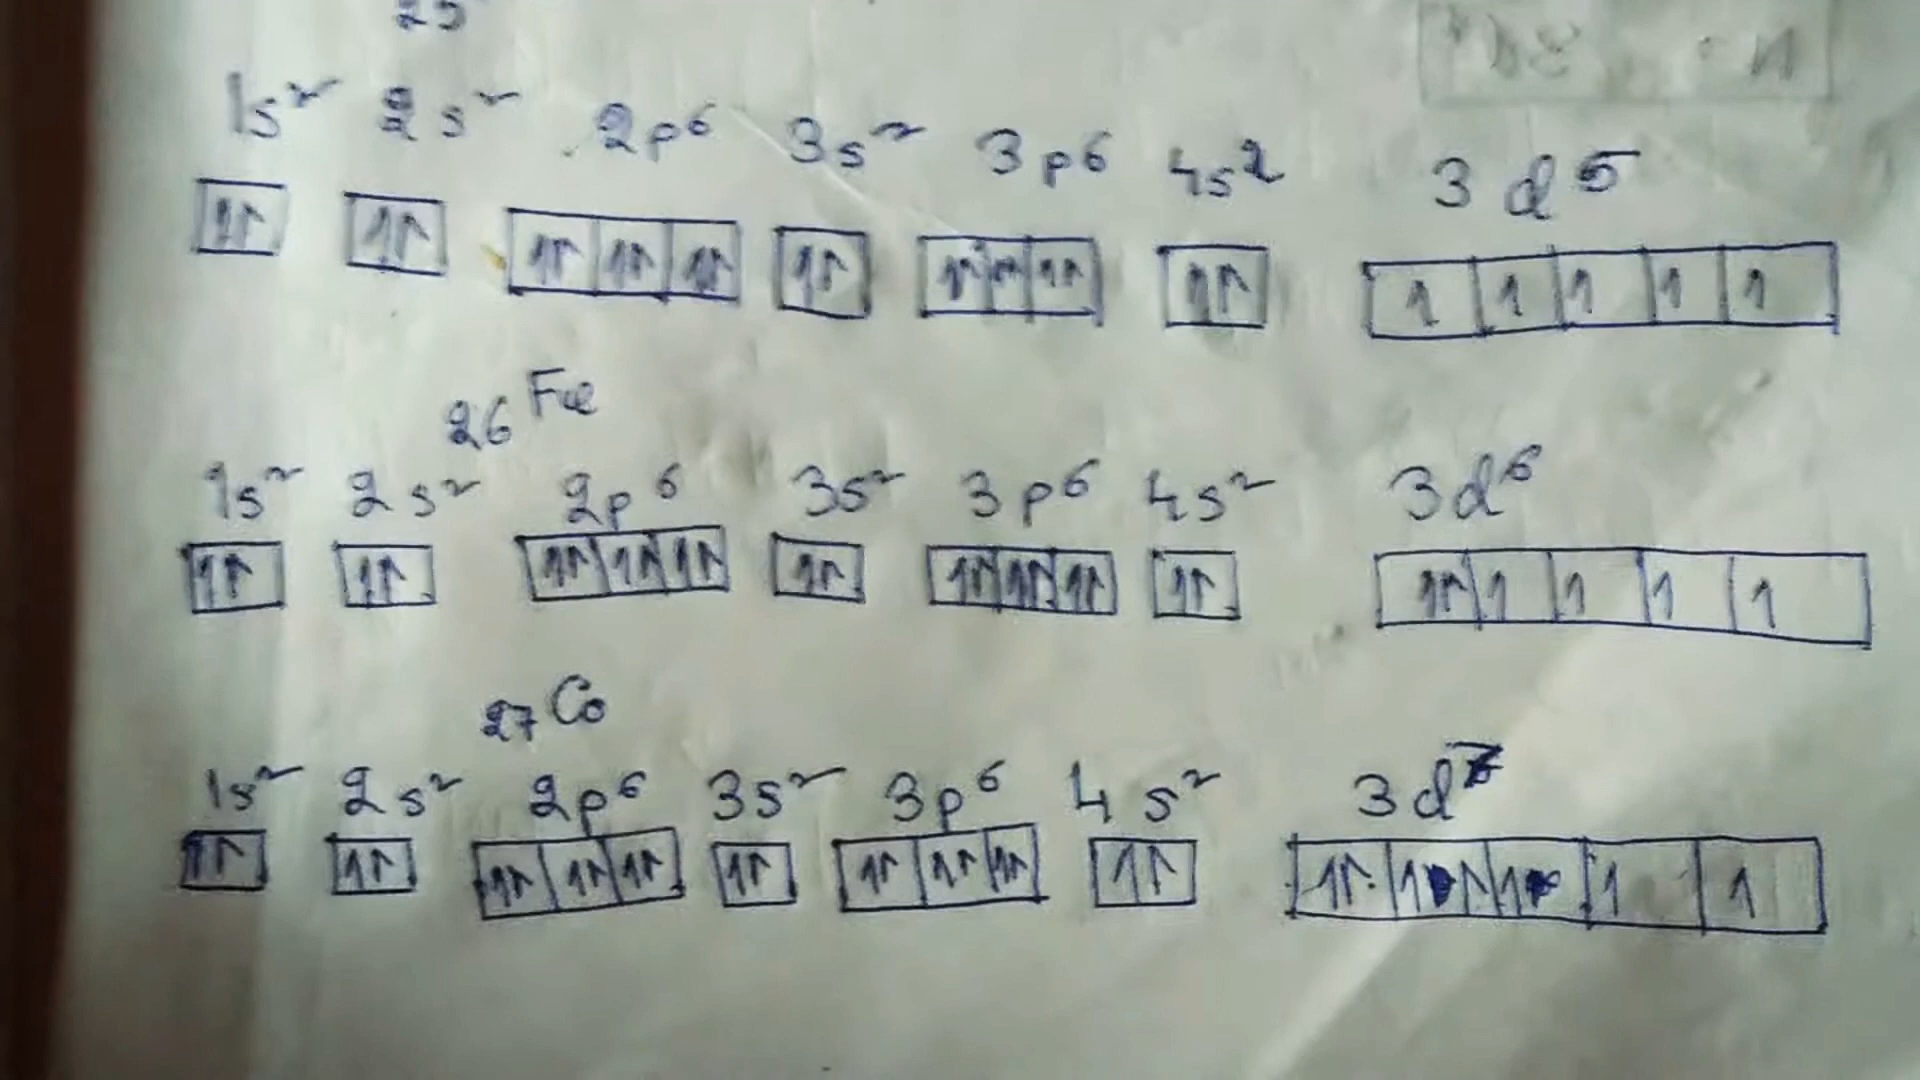 25
1s² 2s² 2p⁶ 3s² 3p⁶ 4s² 3d⁵
26 Fe
1s² 2s² 2p⁶ 3s² 3p⁶ 4s² 3d⁶
27 Co
1s² 2s² 2p⁶ 3s² 3p⁶ 4s² 3d⁷